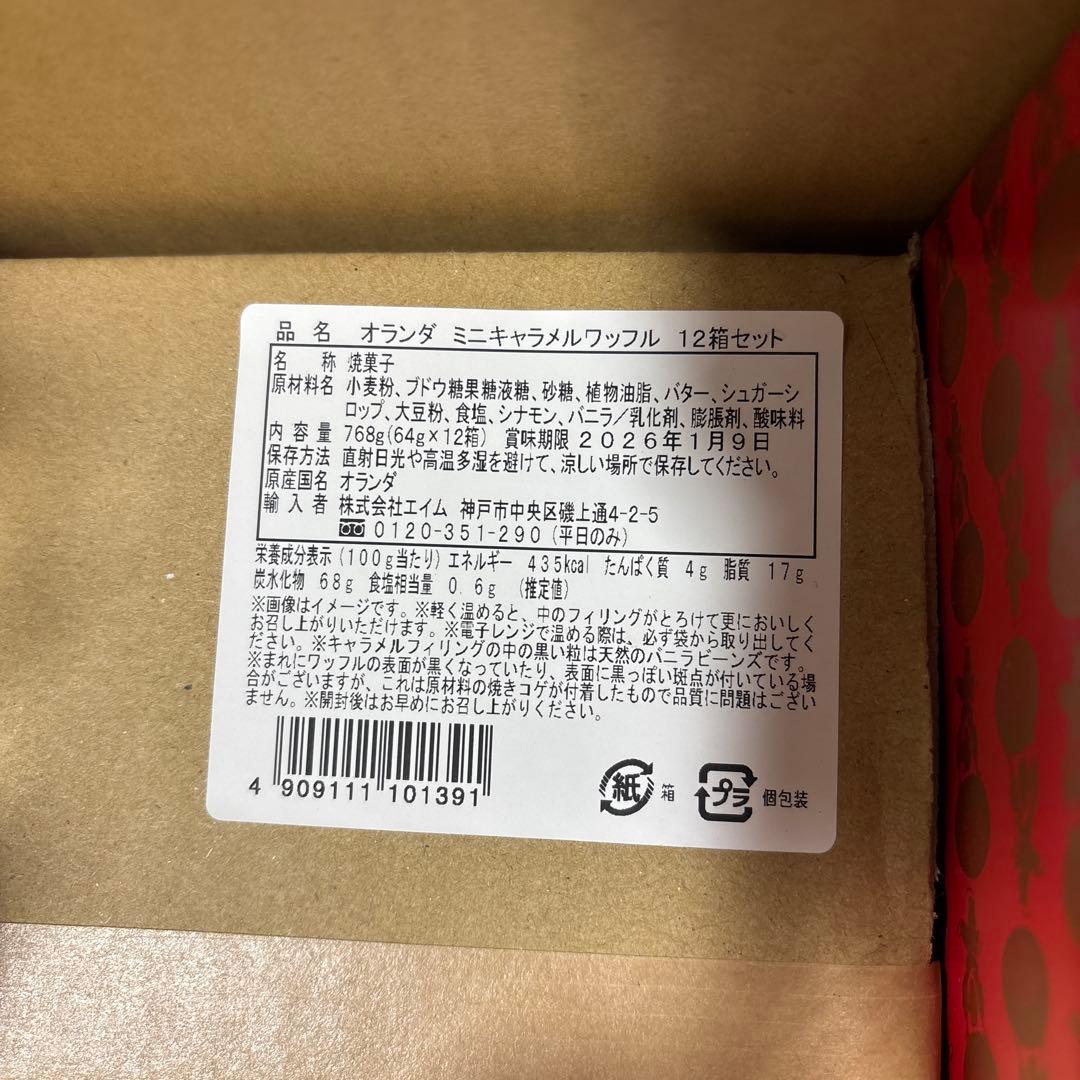 品名 オランダ ミニキャラメルワッフル 12箱セット
名称 焼菓子
原材料名 小麦粉、ブドウ糖果糖液糖、砂糖、植物油脂、バター、シュガーシ
ロップ、大豆粉、食塩、シナモン、バニラ/乳化剤、膨脹剤、酸味料
内容量 768g(64g×12箱) 賞味期限 2026年1月9日
保存方法 直射日光や高温多湿を避けて、涼しい場所で保存してください。
原産国名 オランダ
輸入者 株式会社エイム 神戸市中央区磯上通4-2-5
0120-351-290 (平日のみ)
栄養成分表示(100g当たり)エネルギー 435kcal たんぱく質 4g 脂質 17g
炭水化物 68g 食塩相当量 0.6g (推定値)
※画像はイメージです。※軽く温めると、中のフィリングがとろけて更においしく
お召し上がりいただけます。※電子レンジで温める際は、必ず袋から取り出してく
ださい。※キャラメルフィリングの中の黒い粒は天然のバニラビーンズです。
※まれにワッフルの表面が黒くなっていたり、表面に黒っぽい斑点が付いている場
合がございますが、これは原材料の焼きコゲが付着したもので品質に問題はござい
ません。※開封後はお早めにお召し上がりください。
4 909111 101391
紙 箱 プラ 個包装